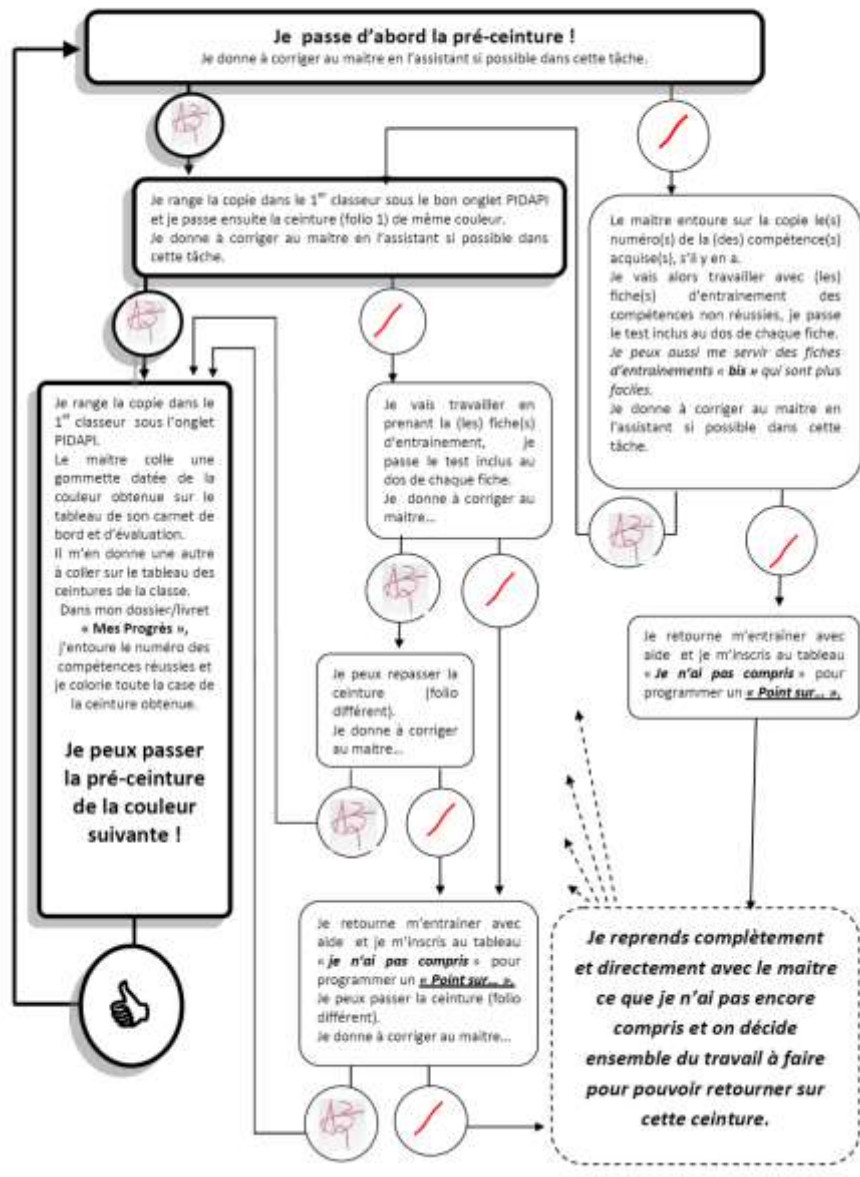 Je passe d'abord la pré-ceinture !
Je donne à corriger au maitre en l'assistant si possible dans cette tâche.
Je range la copie dans le 1er classeur sous le bon onglet PIDAPI
et je passe ensuite la ceinture (folio 1) de même couleur.
Je donne à corriger au maitre en l'assistant si possible dans
cette tâche.
Le maitre entoure sur la copie le(s)
numéro(s) de la (des) compétence(s)
acquise(s), s'il y en a.
Je vais alors travailler avec (les)
fiche(s) d'entrainement des
compétences non réussies, je passe
le test inclus au dos de chaque fiche.
Je peux aussi me servir des fiches
d'entrainements « bis » qui sont plus
faciles.
Je donne à corriger au maitre en
l'assistant si possible dans cette
tâche.
Je range la copie dans le
1er classeur sous l'onglet
PIDAPI.
Le maitre colle une
gommette datée de la
couleur obtenue sur le
tableau de son carnet de
bord et d'évaluation.
Il m'en donne une autre
à coller sur le tableau des
ceintures de la classe.
Dans mon dossier/livret
« Mes Progrès »,
j'entoure le numéro des
compétences réussies et
je colorie toute la case de
la ceinture obtenue.
Je peux passer
la pré-ceinture
de la couleur
suivante !
Je vais travailler en
prenant la (les) fiche(s)
d'entrainement, je
passe le test inclus au
dos de chaque fiche.
Je donne à corriger au
maitre...
Je peux repasser la
ceinture (folio
différent).
Je donne à corriger
au maitre...
Je retourne m'entraîner avec
aide et je m'inscris au tableau
« Je n'ai pas compris » pour
programmer un « Point sur... ».
Je retourne m'entrainer avec
aide et je m'inscris au tableau
« je n'ai pas compris » pour
programmer un « Point sur... ».
Je peux passer la ceinture (folio
différent).
Je donne à corriger au maitre...
Je reprends complètement
et directement avec le maitre
ce que je n'ai pas encore
compris et on décide
ensemble du travail à faire
pour pouvoir retourner sur
cette ceinture.